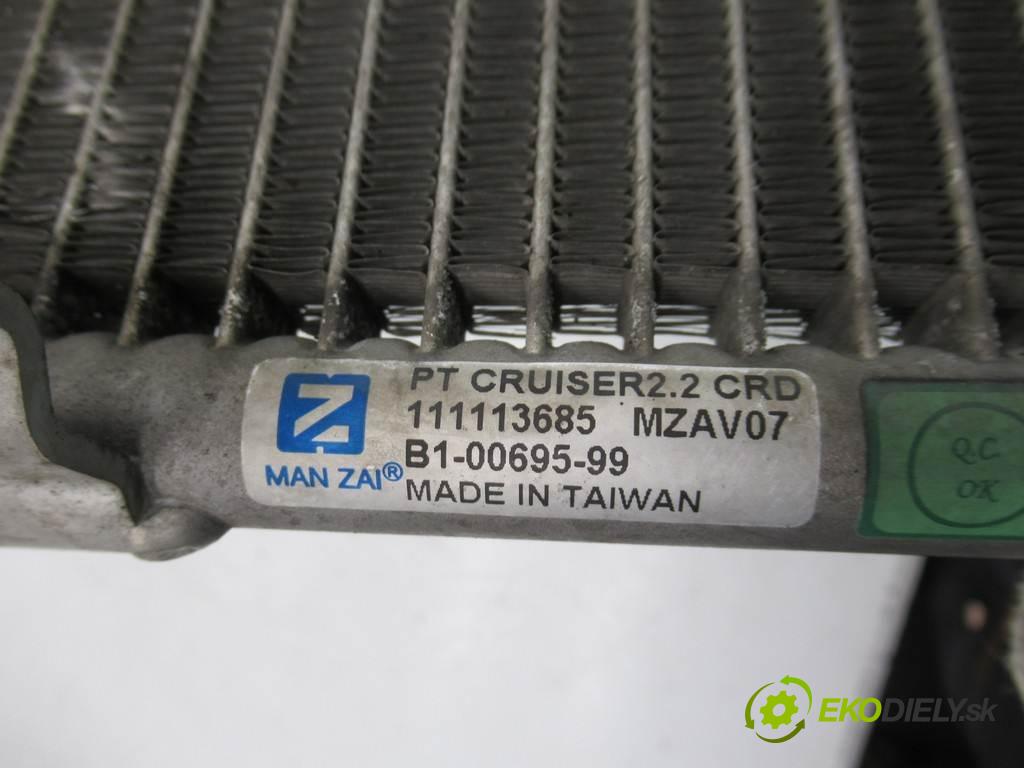 PT CRUISER2.2 CRD
111113685 MZAV07
B1-00695-99
MAN ZAI®
MADE IN TAIWAN
Q.C.
OK
EKODIELY.sk